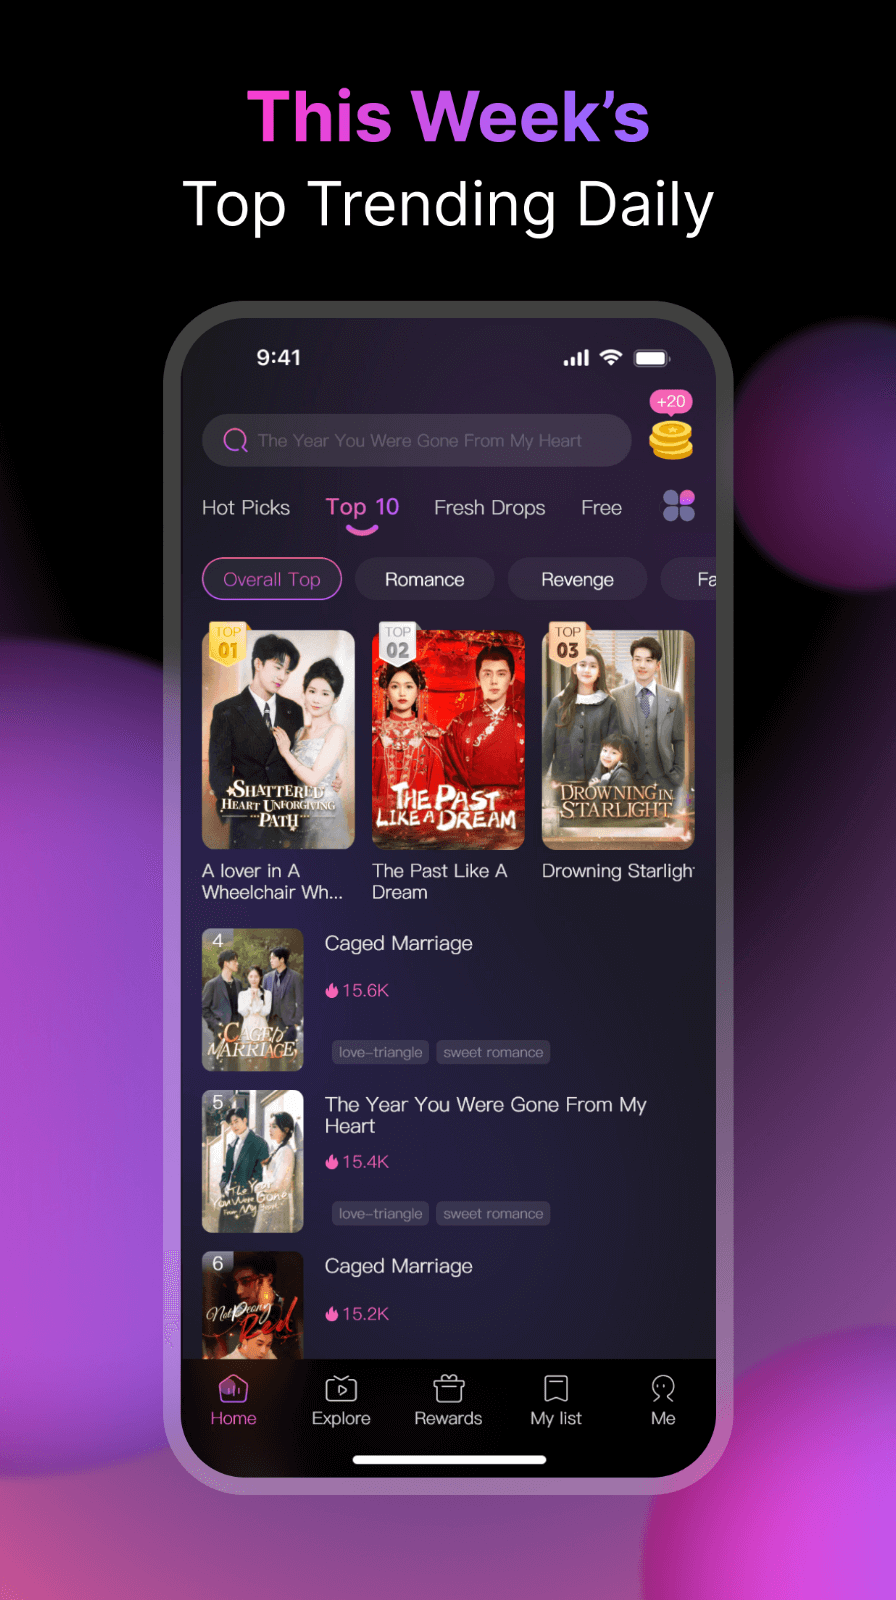 This Week's
Top Trending Daily
9:41
+20
The Year You Were Gone From My Heart
Hot Picks
Top 10
Fresh Drops
Free
Overall Top
Romance
Revenge
Fa
TOP
01
TOP
02
TOP
03
SHATTERED
HEART UNFORGIVING
PATH
THE PAST
LIKE A DREAM
DROWNING IN
STARLIGHT
A lover in A
Wheelchair Wh...
The Past Like A
Dream
Drowning Starligh
4
CAGED
MARRIAGE
Caged Marriage
15.6K
love-triangle
sweet romance
5
The Year
You Were Gone
From My Heart
The Year You Were Gone From My
Heart
15.4K
love-triangle
sweet romance
6
Red
Caged Marriage
15.2K
Home
Explore
Rewards
My list
Me